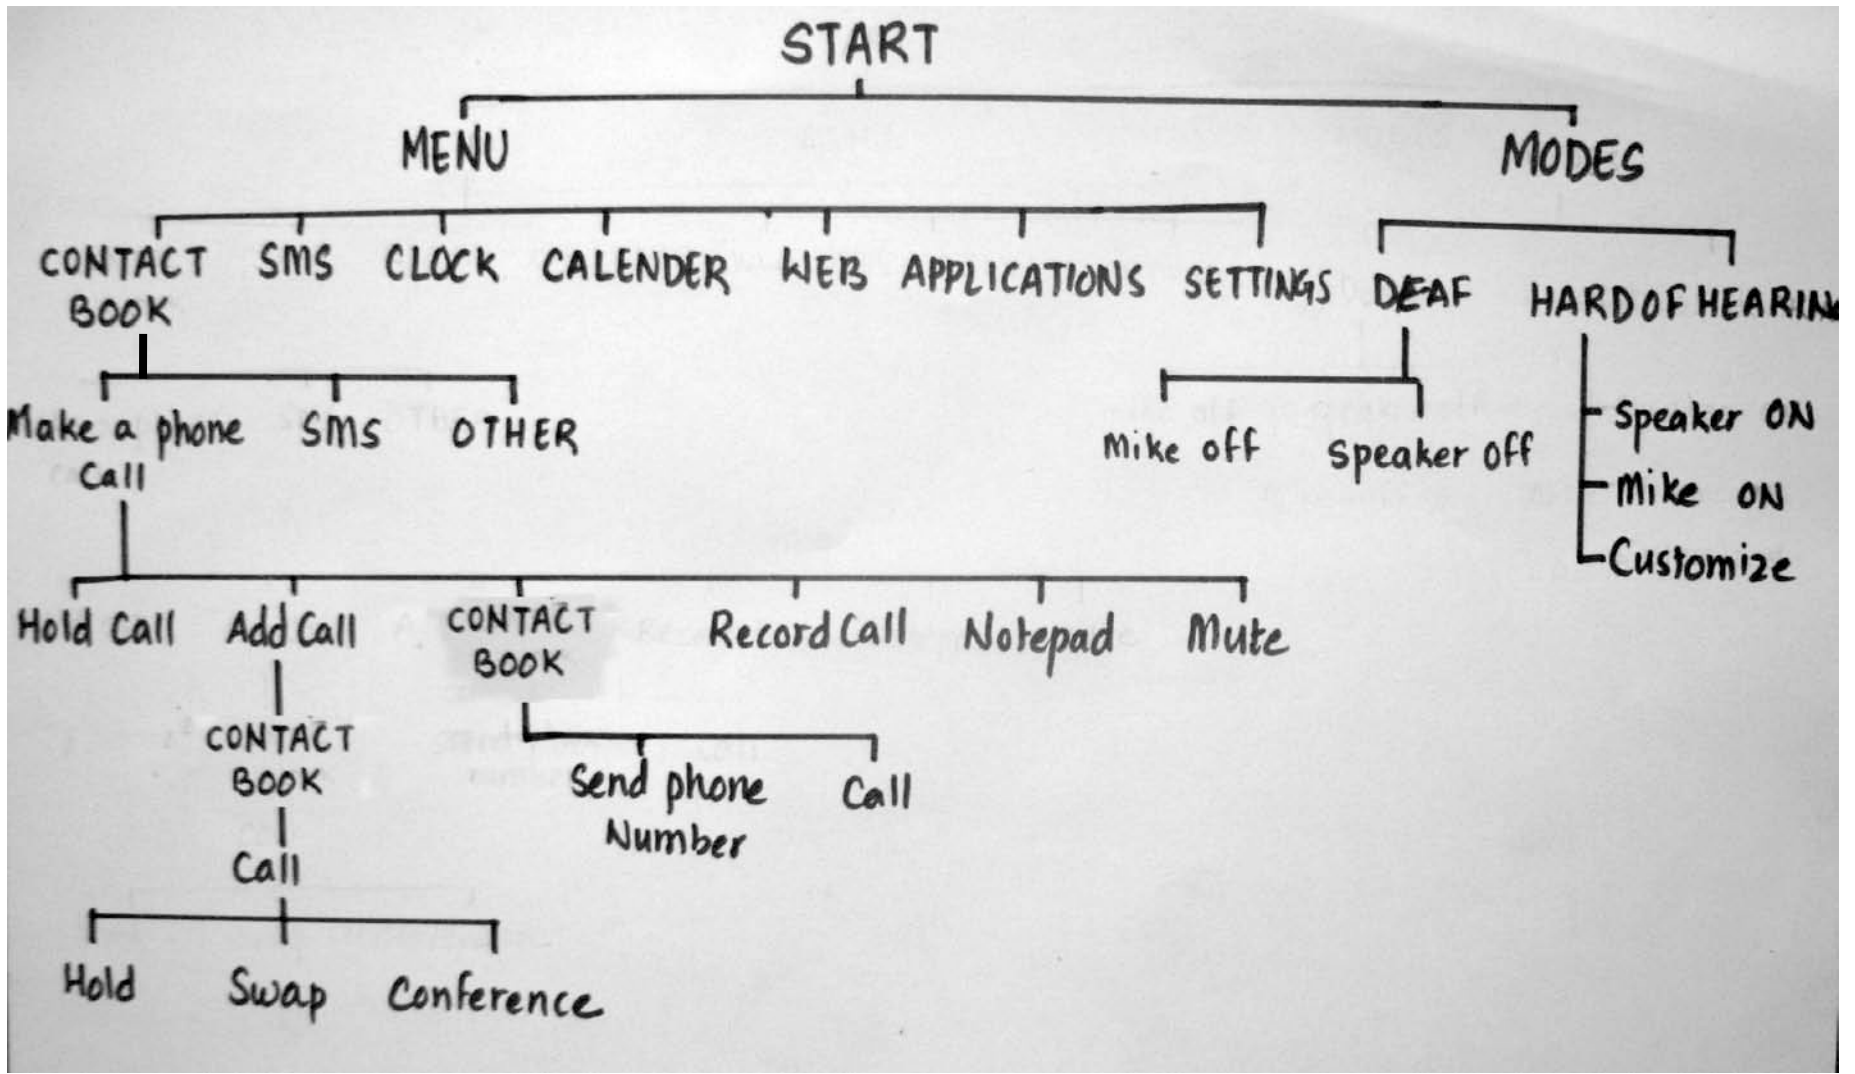 START
MENU
MODES
CONTACT
BOOK
SMS
CLOCK
CALENDER
WEB
APPLICATIONS
SETTINGS
DEAF
HARD OF HEARING
Make a phone
Call
SMS
OTHER
Mike off
Speaker off
Speaker ON
Mike ON
Customize
Hold Call
Add Call
CONTACT
BOOK
Record Call
Notepad
Mute
CONTACT
BOOK
Send phone
Number
Call
Call
Hold
Swap
Conference